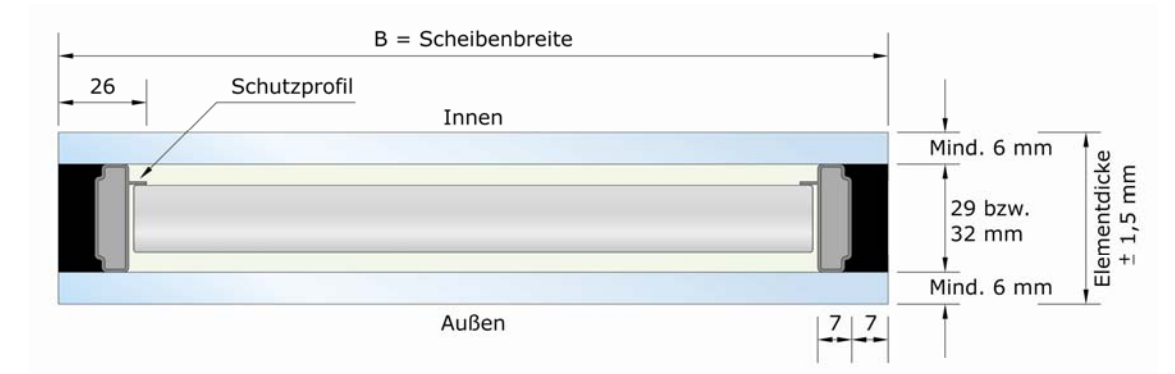 B = Scheibenbreite
26
Schutzprofil
Innen
Mind. 6 mm
29 bzw.
32 mm
Elementdicke
± 1,5 mm
Mind. 6 mm
Außen
7
7